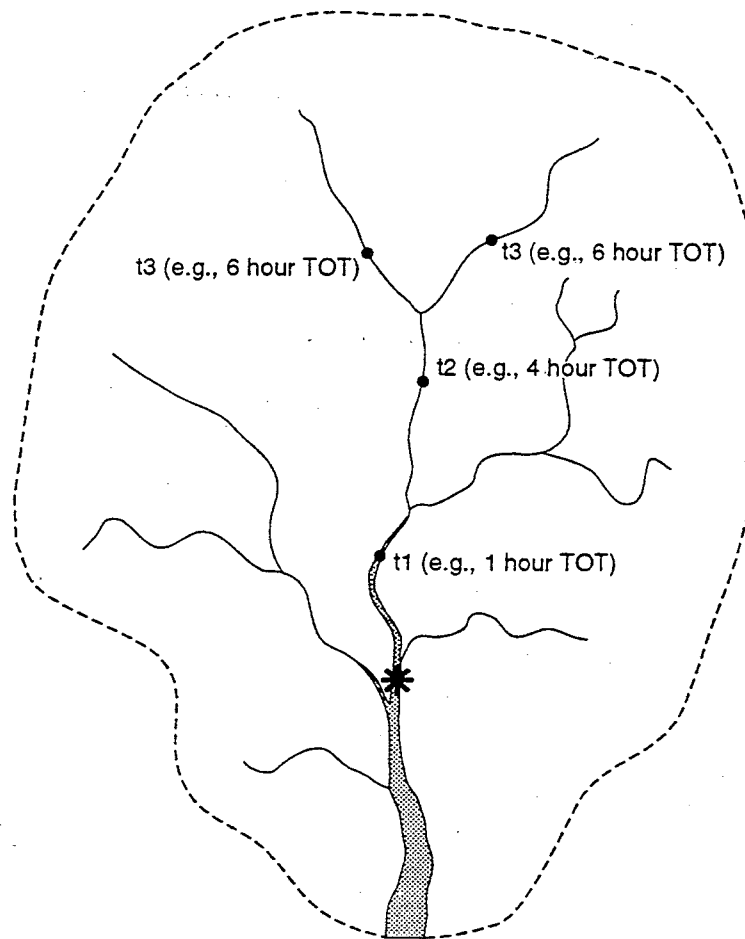 t3 (e.g., 6 hour TOT)
t3 (e.g., 6 hour TOT)
t2 (e.g., 4 hour TOT)
t1 (e.g., 1 hour TOT)